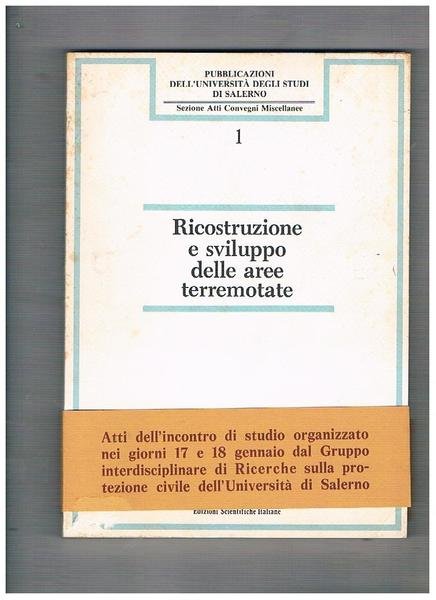 PUBBLICAZIONI
DELL'UNIVERSITÀ DEGLI STUDI
DI SALERNO
Sezione Atti Convegni Miscellanee
1
Ricostruzione
e sviluppo
delle aree
terremotate
Atti dell'incontro di studio organizzato
nei giorni 17 e 18 gennaio dal Gruppo
interdisciplinare di Ricerche sulla pro-
tezione civile dell'Università di Salerno
Edizioni Scientifiche Italiane